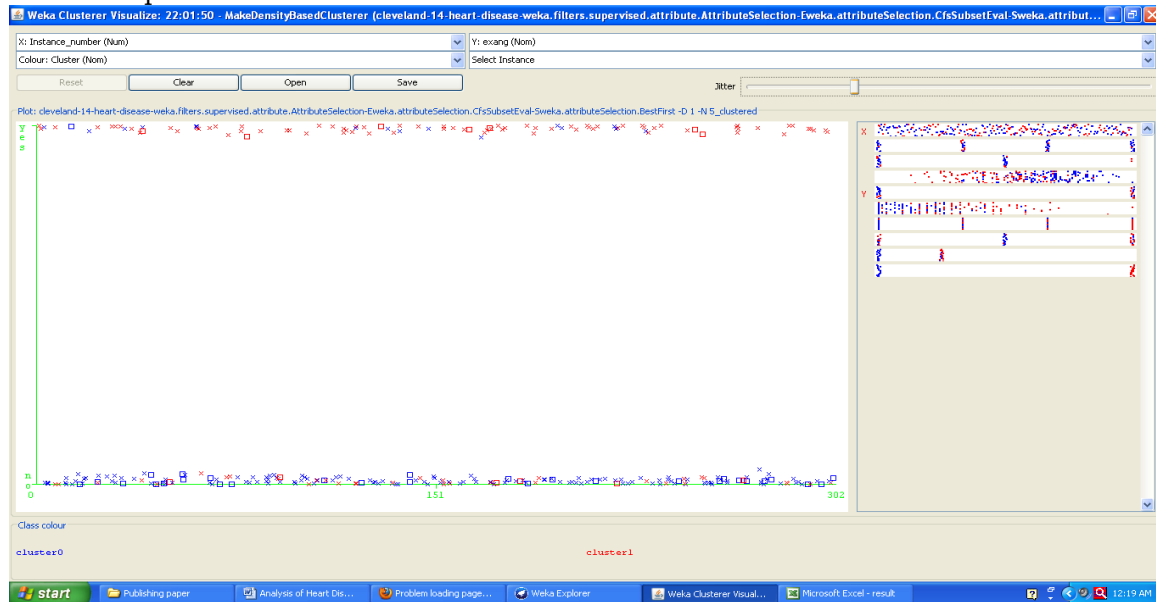 Weka Clusterer Visualize: 22:01:50 - MakeDensityBasedClusterer (cleveland-14-heart-disease-weka.filters.supervised.attribute.AttributeSelection-Eweka.attributeSelection.CfsSubsetEval-Sweka.attribut...
X: Instance_number (Num) Y: exang (Nom)
Colour: Cluster (Nom) Select Instance
Reset Clear Open Save Jitter
Plot: cleveland-14-heart-disease-weka.filters.supervised.attribute.AttributeSelection-Eweka.attributeSelection.CfsSubsetEval-Sweka.attributeSelection.BestFirst -D 1 -N 5_clustered
y
e
s
X
Y
n
o
0 151 302
Class colour
cluster0 cluster1
start Publishing paper Analysis of Heart Dis... Problem loading page... Weka Explorer Weka Clusterer Visual... Microsoft Excel - result 12:19 AM